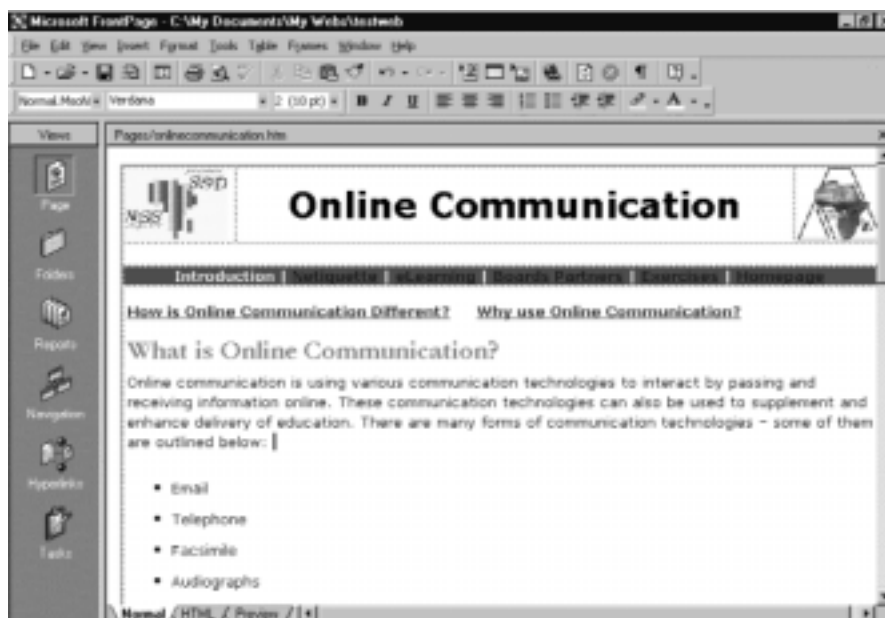 Microsoft FrontPage - C:\My Documents\My Webs\testweb
File Edit View Insert Format Tools Table Frames Window Help
Verdana 2 (10 pt) B I U
Views Pages/onlinecommunication.htm
Page
Folders
Reports
Navigation
Hyperlinks
Tasks
NSS
Online Communication
Introduction | Netiquette | eLearning | Boards Partners | Exercises | Homepage
How is Online Communication Different? Why use Online Communication?
What is Online Communication?
Online communication is using various communication technologies to interact by passing and
receiving information online. These communication technologies can also be used to supplement and
enhance delivery of education. There are many forms of communication technologies – some of them
are outlined below:
• Email
• Telephone
• Facsimile
• Audiographs
Normal HTML Preview